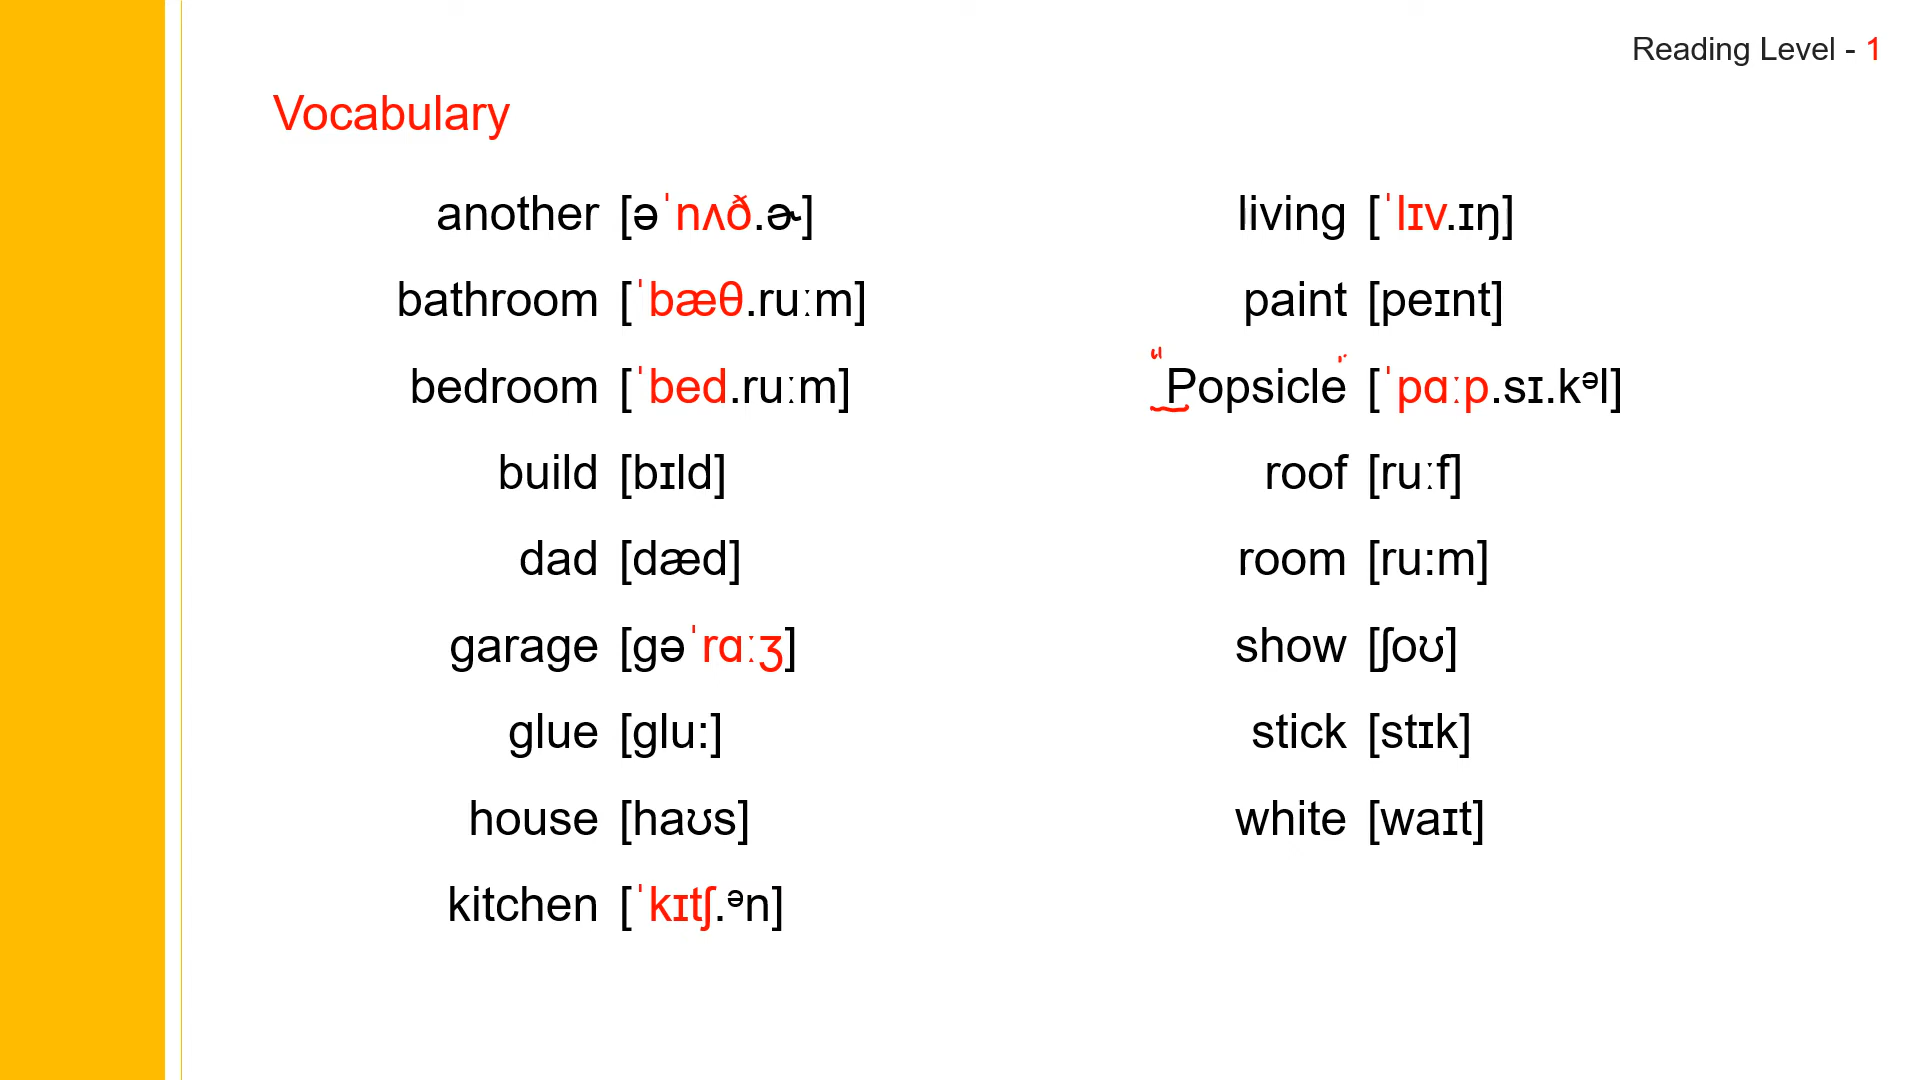 Reading Level - 1
Vocabulary
another [əˈnʌð.ɚ]
bathroom [ˈbæθ.ruːm]
bedroom [ˈbed.ruːm]
build [bɪld]
dad [dæd]
garage [ɡəˈrɑːʒ]
glue [glu:]
house [haʊs]
kitchen [ˈkɪtʃ.ᵊn]
living [ˈlɪv.ɪŋ]
paint [peɪnt]
"Popsicle" [ˈpɑːp.sɪ.kᵊl]
roof [ruːf]
room [ru:m]
show [ʃoʊ]
stick [stɪk]
white [waɪt]